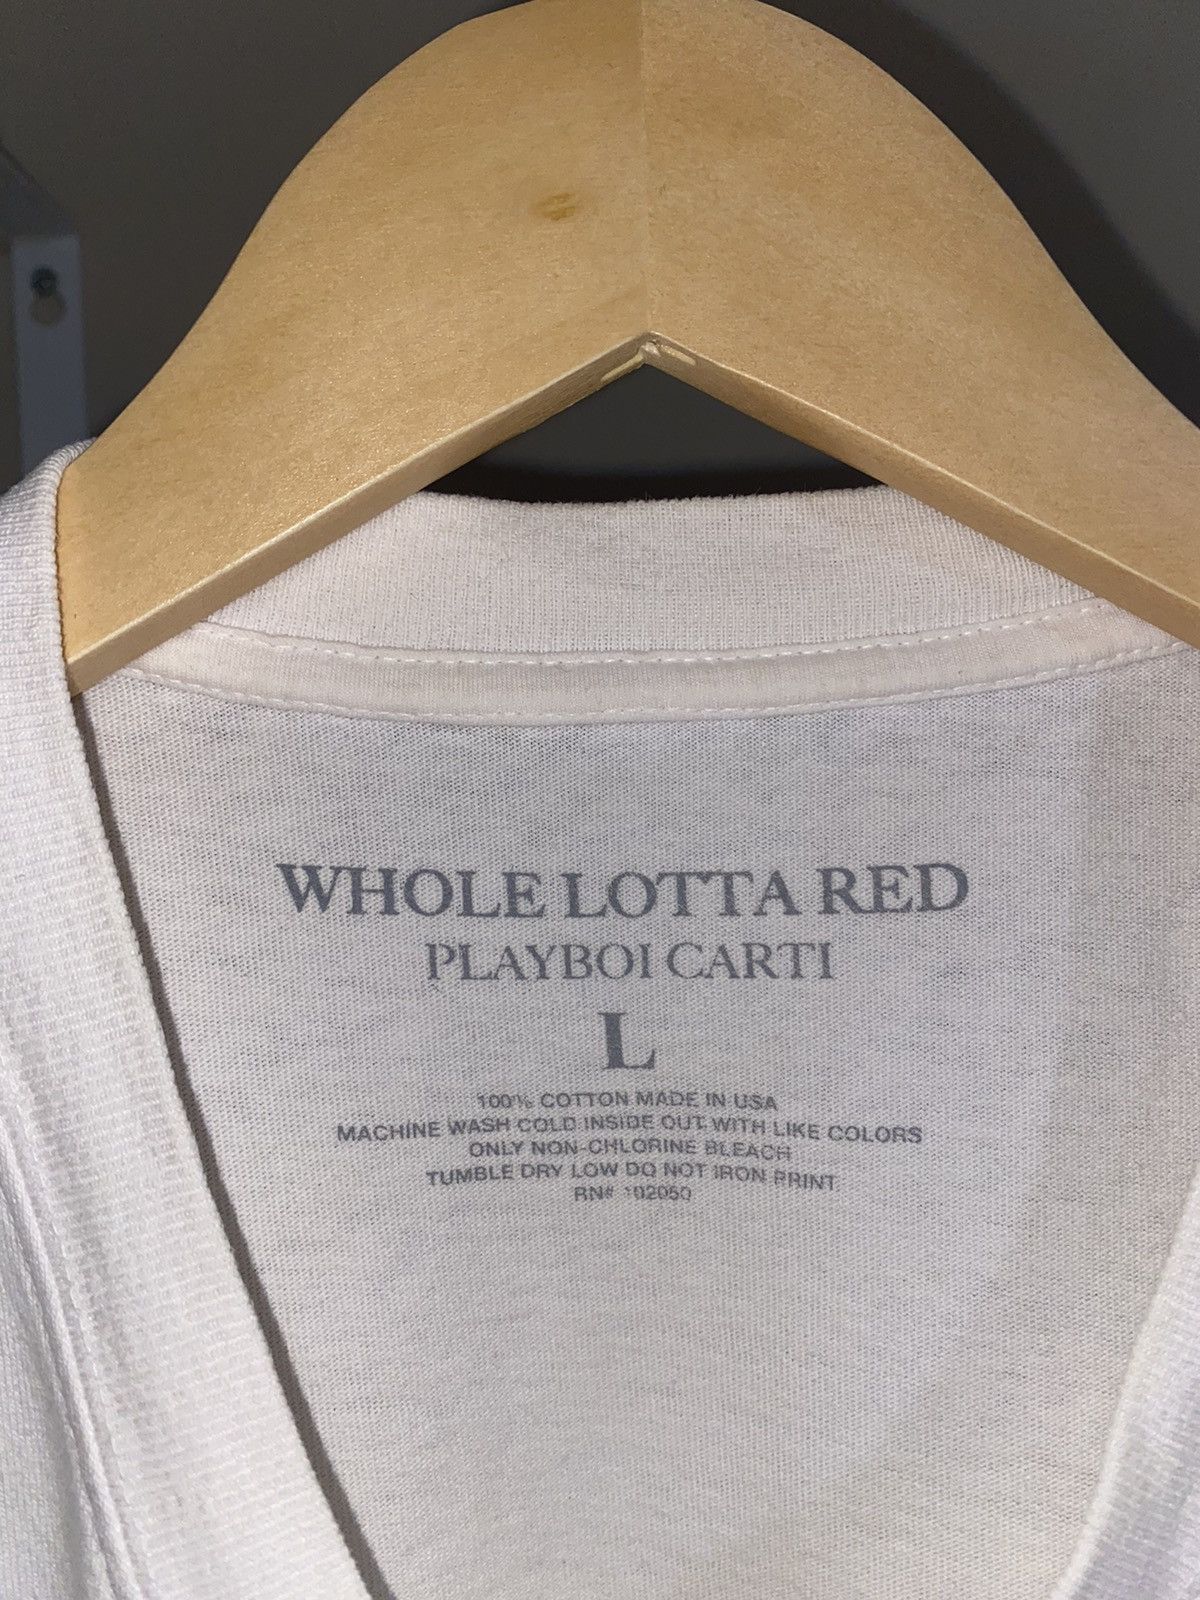 WHOLE LOTTA RED
PLAYBOI CARTI
L
100% COTTON MADE IN USA
MACHINE WASH COLD INSIDE OUT WITH LIKE COLORS
ONLY NON-CHLORINE BLEACH
TUMBLE DRY LOW DO NOT IRON PRINT
RN# 102050